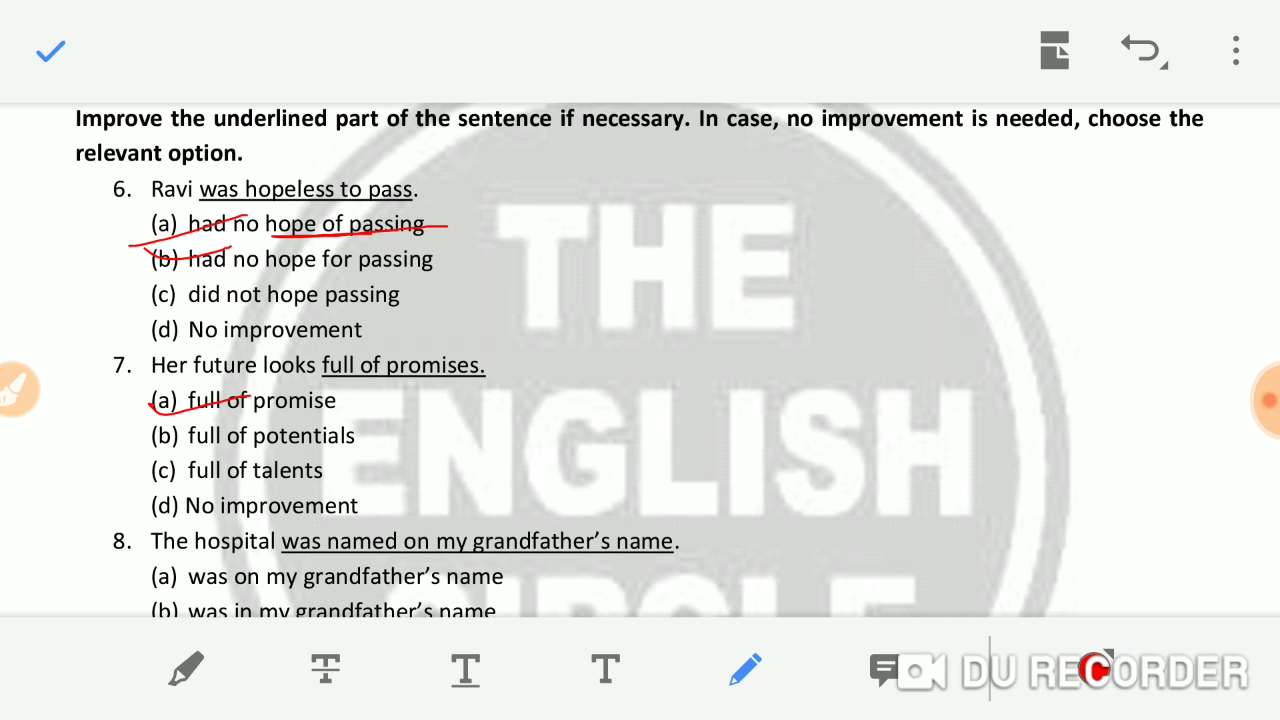 Improve the underlined part of the sentence if necessary. In case, no improvement is needed, choose the
relevant option.
6. Ravi was hopeless to pass.
(a) had no hope of passing
(b) had no hope for passing
(c) did not hope passing
(d) No improvement
7. Her future looks full of promises.
(a) full of promise
(b) full of potentials
(c) full of talents
(d) No improvement
8. The hospital was named on my grandfather’s name.
(a) was on my grandfather’s name
(b) was in my grandfather’s name
THE
ENGLISH
CIRCLE
T
T
T
DU RECORDER